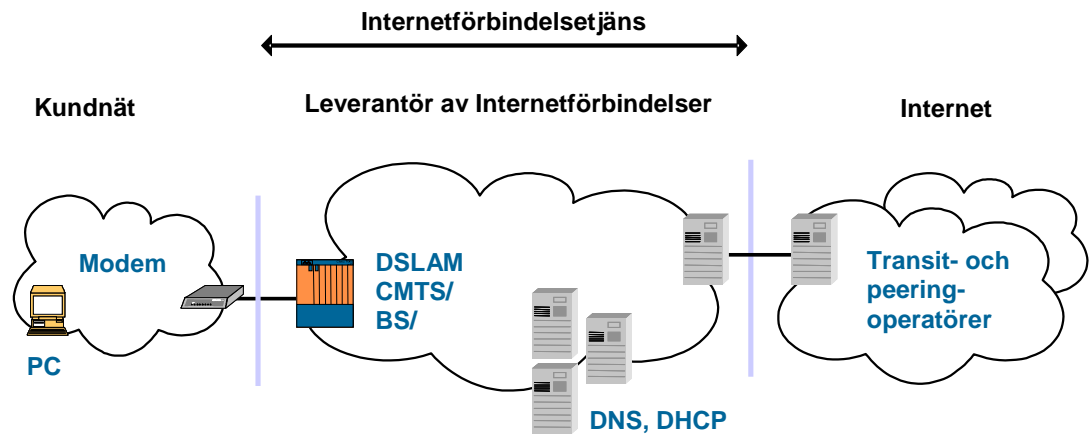 Internetförbindelsetjäns
Kundnät
Leverantör av Internetförbindelser
Internet
Modem
PC
DSLAM
CMTS/
BS/
DNS, DHCP
Transit- och
peering-
operatörer